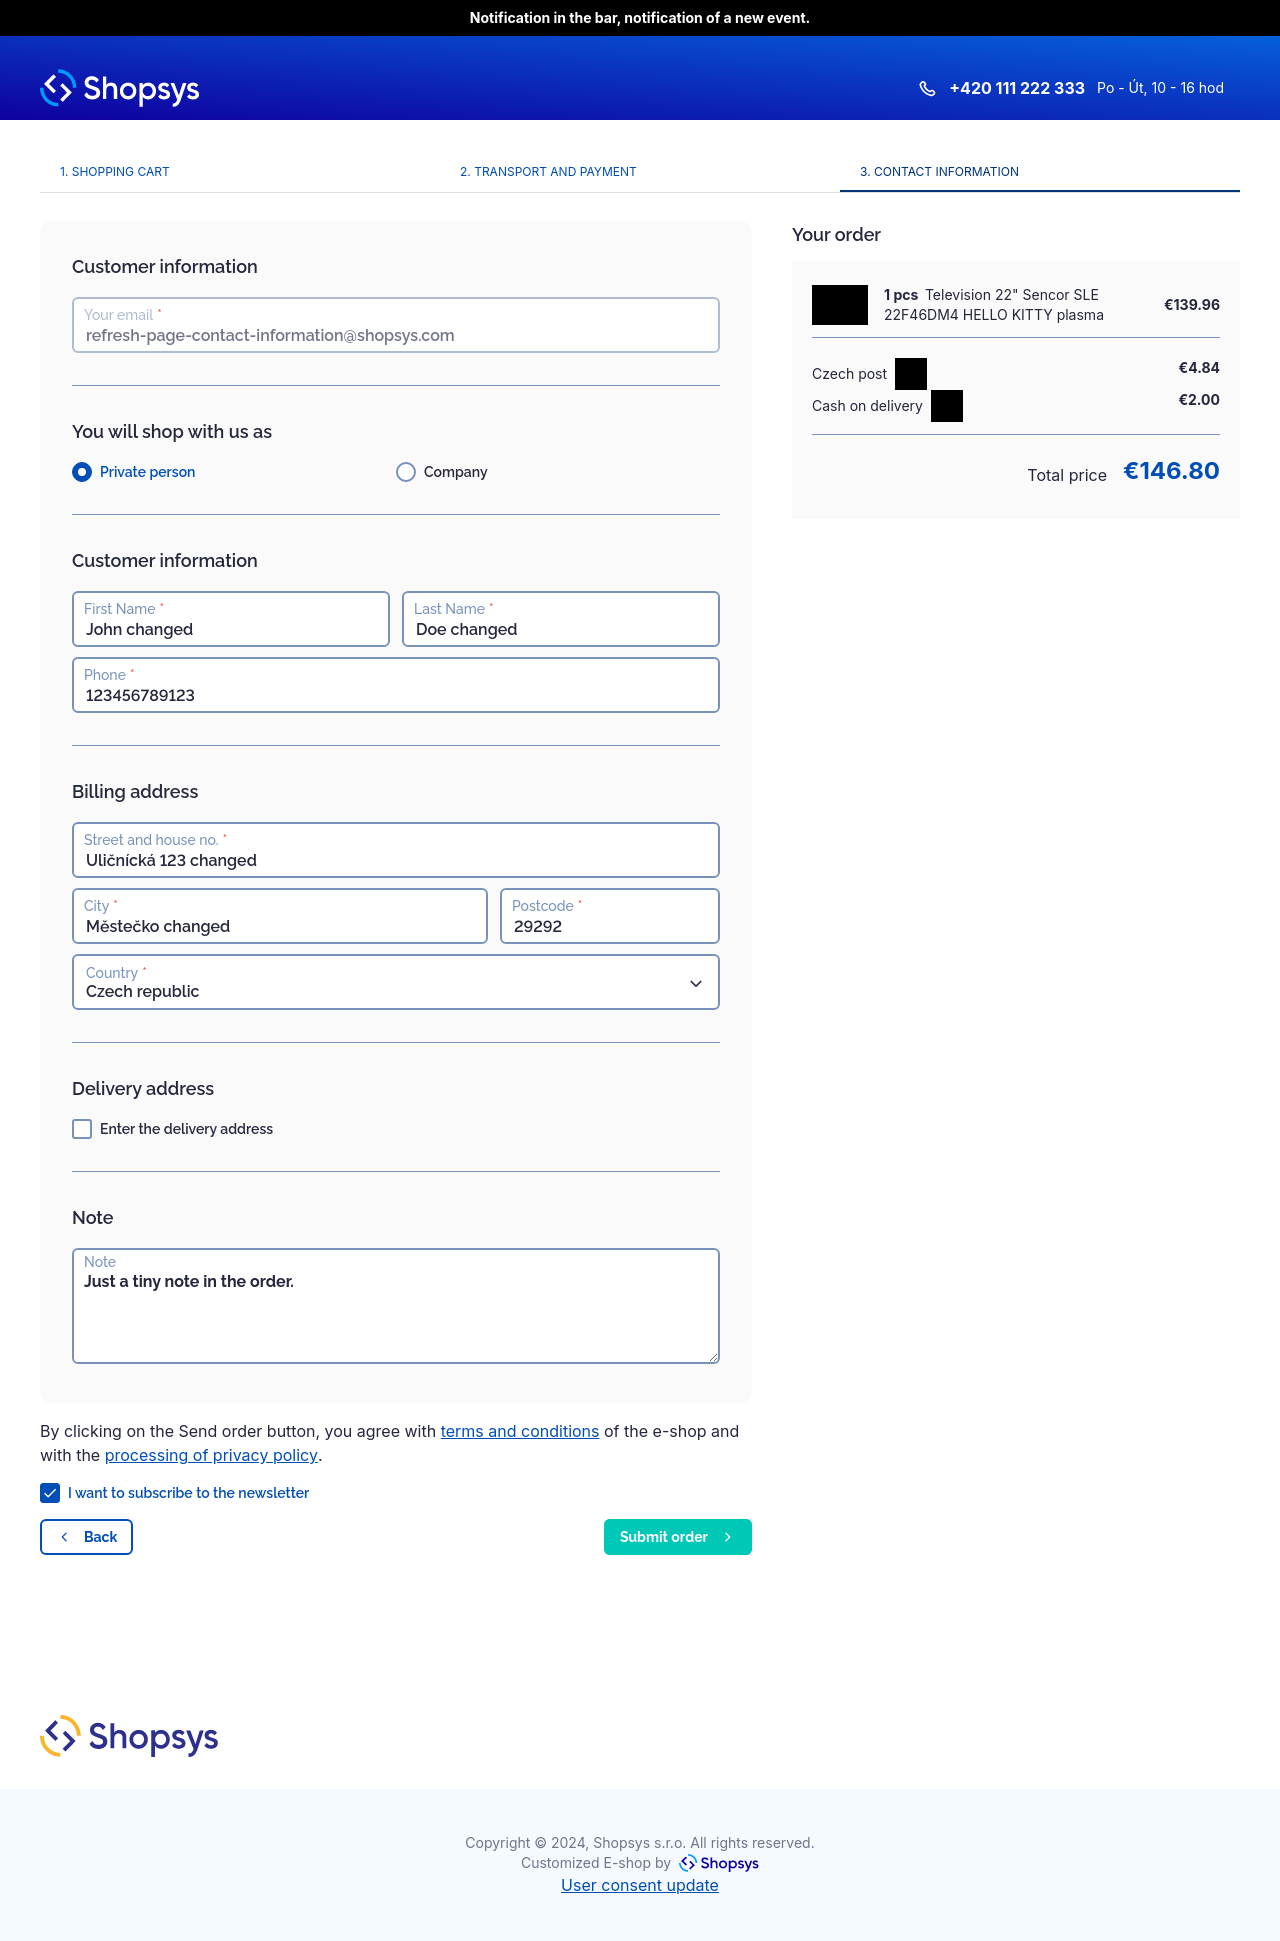 Notification in the bar, notification of a new event.
Shopsys
+420 111 222 333 Po - Út, 10 - 16 hod
1. SHOPPING CART
2. TRANSPORT AND PAYMENT
3. CONTACT INFORMATION
Customer information
Your email *
refresh-page-contact-information@shopsys.com
You will shop with us as
Private person
Company
Customer information
First Name *
John changed
Last Name *
Doe changed
Phone *
123456789123
Billing address
Street and house no. *
Uličnícká 123 changed
City *
Městečko changed
Postcode *
29292
Country *
Czech republic
Delivery address
Enter the delivery address
Note
Note
Just a tiny note in the order.
By clicking on the Send order button, you agree with terms and conditions of the e-shop and
with the processing of privacy policy.
I want to subscribe to the newsletter
Back
Submit order
Your order
1 pcs Television 22" Sencor SLE
22F46DM4 HELLO KITTY plasma
€139.96
Czech post
€4.84
Cash on delivery
€2.00
Total price €146.80
Shopsys
Copyright © 2024, Shopsys s.r.o. All rights reserved.
Customized E-shop by Shopsys
User consent update